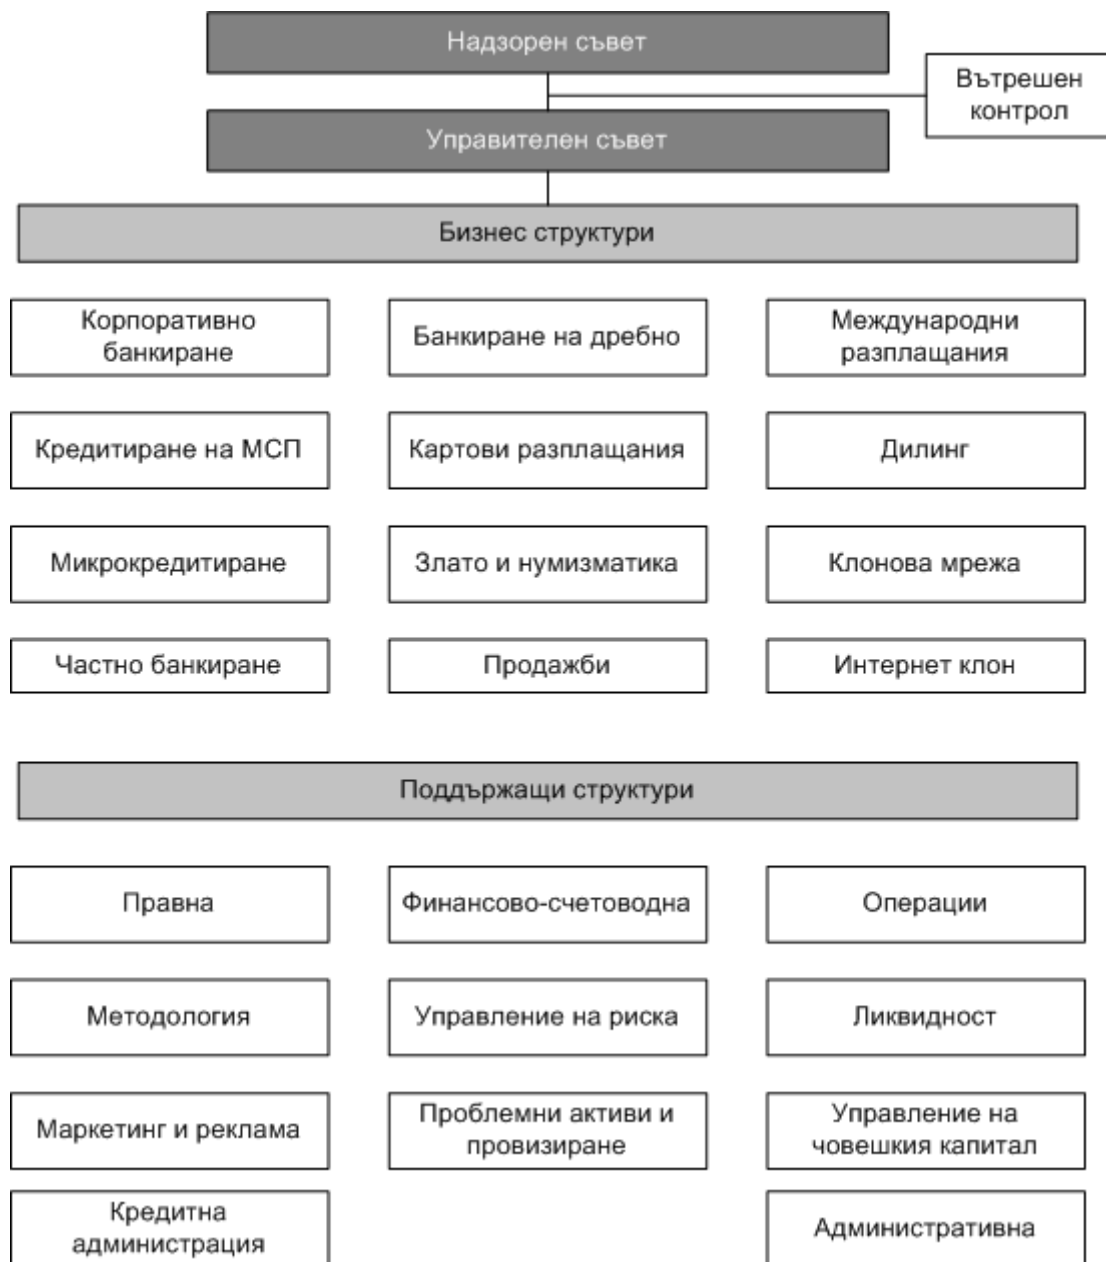 Надзорен съвет
Вътрешен
контрол
Управителен съвет
Бизнес структури
Корпоративно
банкиране
Банкиране на дребно
Международни
разплащания
Кредитиране на МСП
Картови разплащания
Дилинг
Микрокредитиране
Злато и нумизматика
Клонова мрежа
Частно банкиране
Продажби
Интернет клон
Поддържащи структури
Правна
Финансово-счетоводна
Операции
Методология
Управление на риска
Ликвидност
Маркетинг и реклама
Проблемни активи и
провизиране
Управление на
човешкия капитал
Кредитна
администрация
Административна